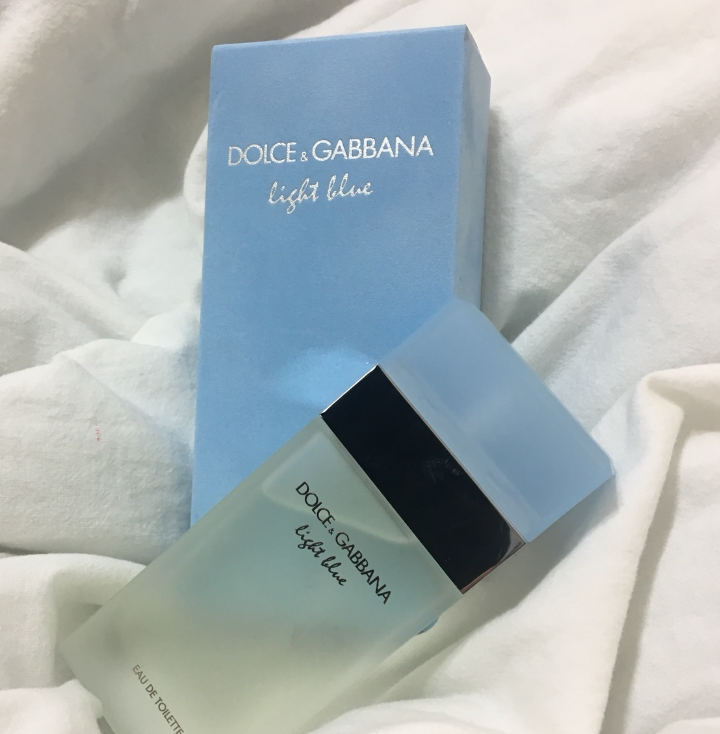 DOLCE & GABBANA
light blue
DOLCE & GABBANA
light blue
EAU DE TOILETTE